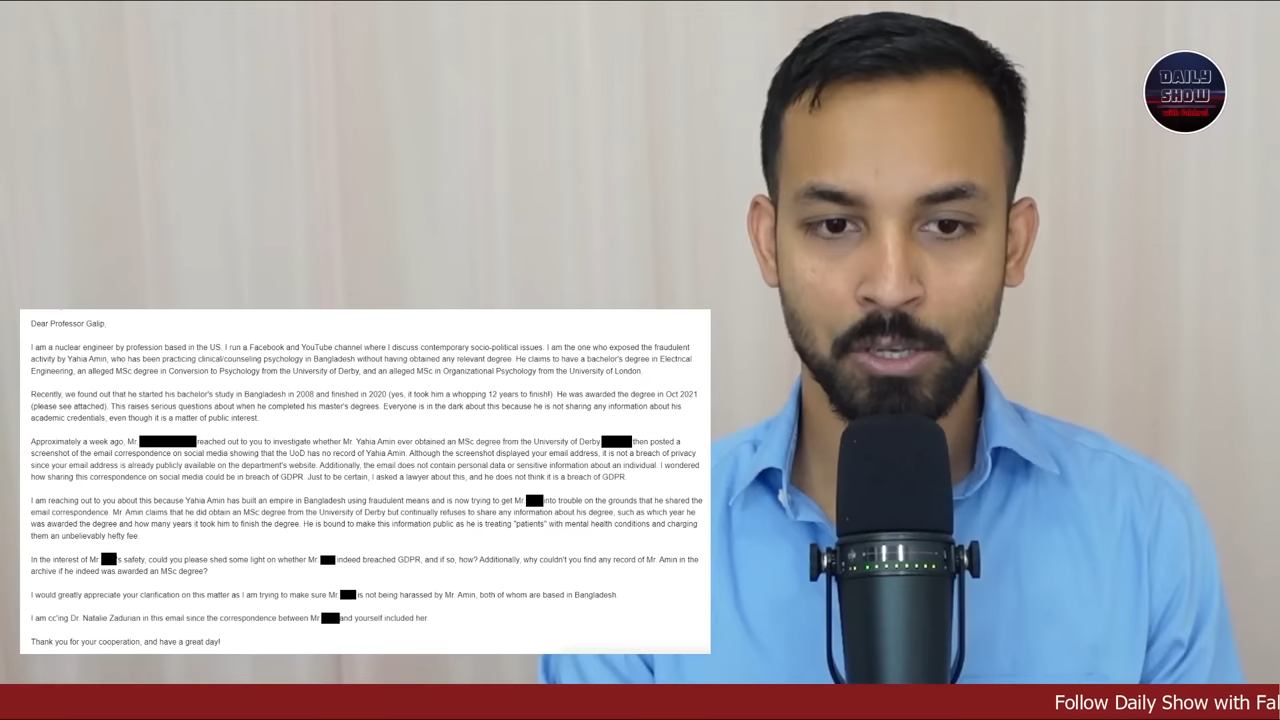 DAILY
SHOW
Dear Professor Galip,
I am a nuclear engineer by profession based in the US. I run a Facebook and YouTube channel where I discuss contemporary socio-political issues. I am the one who exposed the fraudulent
activity by Yahia Amin, who has been practicing clinical/counseling psychology in Bangladesh without having obtained any relevant degree. He claims to have a bachelor's degree in Electrical
Engineering, an alleged MSc degree in Conversion to Psychology from the University of Derby, and an alleged MSc in Organizational Psychology from the University of London.
Recently, we found out that he started his bachelor's study in Bangladesh in 2008 and finished in 2020 (yes, it took him a whopping 12 years to finish!). He was awarded the degree in Oct 2021
(please see attached). This raises serious questions about when he completed his master's degrees. Everyone is in the dark about this because he is not sharing any information about his
academic credentials, even though it is a matter of public interest.
Approximately a week ago, Mr. reached out to you to investigate whether Mr. Yahia Amin ever obtained an MSc degree from the University of Derby then posted a
screenshot of the email correspondence on social media showing that the UoD has no record of Yahia Amin. Although the screenshot displayed your email address, it is not a breach of privacy
since your email address is already publicly available on the department's website. Additionally, the email does not contain personal data or sensitive information about an individual. I wondered
how sharing this correspondence on social media could be in breach of GDPR. Just to be certain, I asked a lawyer about this, and he does not think it is a breach of GDPR.
I am reaching out to you about this because Yahia Amin has built an empire in Bangladesh using fraudulent means and is now trying to get Mr. into trouble on the grounds that he shared the
email correspondence. Mr. Amin claims that he did obtain an MSc degree from the University of Derby but continually refuses to share any information about his degree, such as which year he
was awarded the degree and how many years it took him to finish the degree. He is bound to make this information public as he is treating "patients" with mental health conditions and charging
them an unbelievably hefty fee.
In the interest of Mr. 's safety, could you please shed some light on whether Mr. indeed breached GDPR, and if so, how? Additionally, why couldn't you find any record of Mr. Amin in the
archive if he indeed was awarded an MSc degree?
I would greatly appreciate your clarification on this matter as I am trying to make sure Mr. is not being harassed by Mr. Amin, both of whom are based in Bangladesh.
I am cc'ing Dr. Natalie Zadurian in this email since the correspondence between Mr. and yourself included her.
Thank you for your cooperation, and have a great day!
Follow Daily Show with Fa